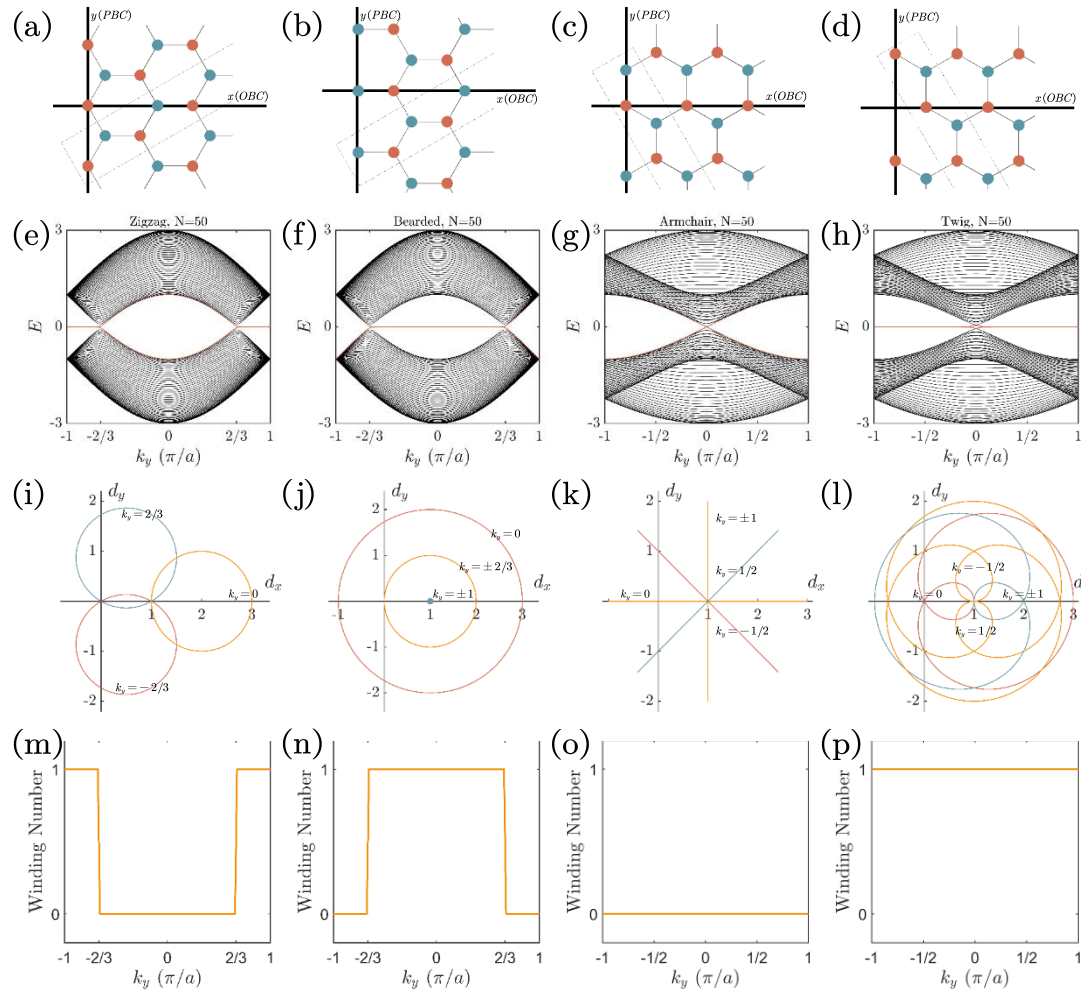 (a) (b) (c) (d)
y(PBC) y(PBC) y(PBC) y(PBC)
x(OBC) x(OBC) x(OBC) x(OBC)
(e) Zigzag, N=50
3
E 0
-3
-1 -2/3 0 2/3 1
k_y (π/a)
(f) Bearded, N=50
3
E 0
-3
-1 -2/3 0 2/3 1
k_y (π/a)
(g) Armchair, N=50
3
E 0
-3
-1 -1/2 0 1/2 1
k_y (π/a)
(h) Twig, N=50
3
E 0
-3
-1 -1/2 0 1/2 1
k_y (π/a)
(i) d_y
2
k_y=2/3
1
d_x
k_y=0
1 2 3
-1
k_y=-2/3
-2
(j) d_y
2
k_y=0
1
k_y=±2/3
d_x
k_y=±1
1 2 3
-1
-2
(k) d_y
2
k_y=±1
1
k_y=1/2
d_x
k_y=0
1 2 3
k_y=-1/2
-1
-2
(l) d_y
2
1
k_y=-1/2
d_x
k_y=0 k_y=±1
1 2 3
k_y=1/2
-1
-2
(m)
Winding Number
1
0
-1 -2/3 0 2/3 1
k_y (π/a)
(n)
Winding Number
1
0
-1 -2/3 0 2/3 1
k_y (π/a)
(o)
Winding Number
1
0
-1 -1/2 0 1/2 1
k_y (π/a)
(p)
Winding Number
1
0
-1 -1/2 0 1/2 1
k_y (π/a)